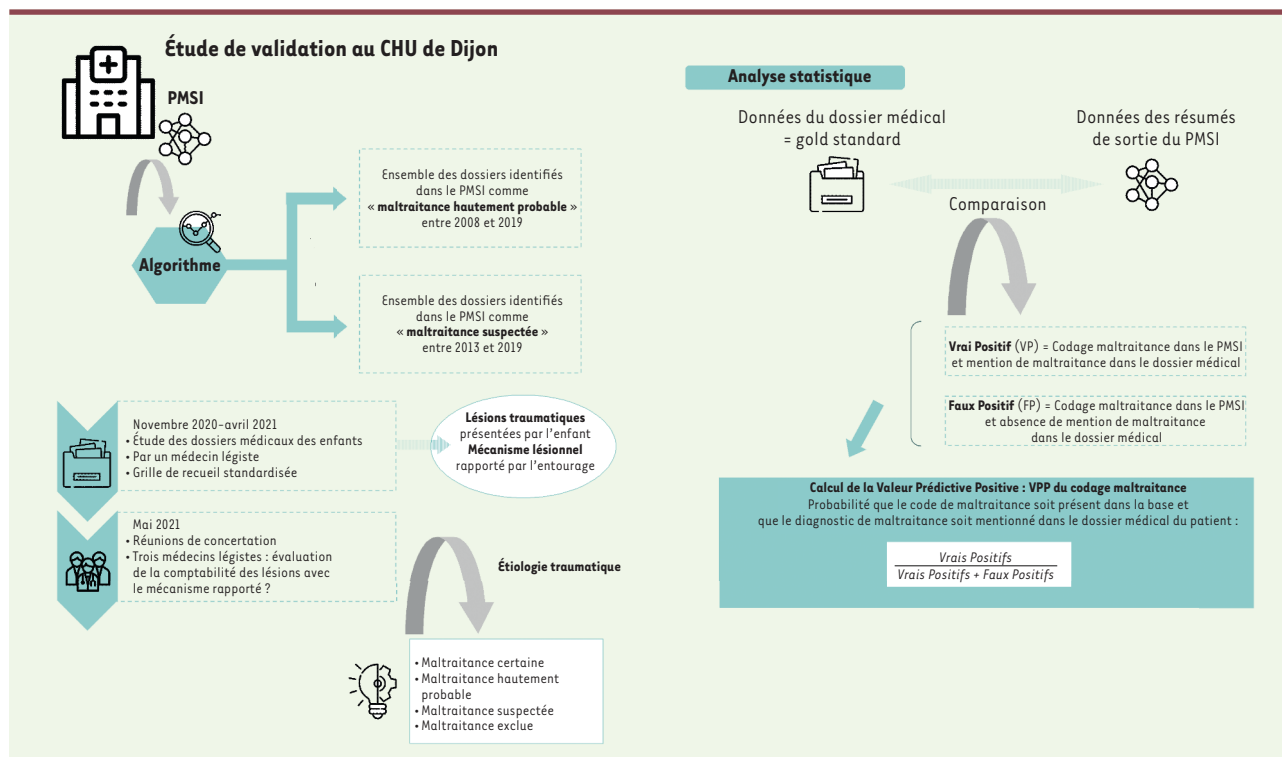 Étude de validation au CHU de Dijon
PMSI
Algorithme
Ensemble des dossiers identifiés
dans le PMSI comme
« maltraitance hautement probable »
entre 2008 et 2019
Ensemble des dossiers identifiés
dans le PMSI comme
« maltraitance suspectée »
entre 2013 et 2019
Novembre 2020-avril 2021
• Étude des dossiers médicaux des enfants
• Par un médecin légiste
• Grille de recueil standardisée
Lésions traumatiques
présentées par l'enfant
Mécanisme lésionnel
rapporté par l'entourage
Mai 2021
• Réunions de concertation
• Trois médecins légistes : évaluation
de la comptabilité des lésions avec
le mécanisme rapporté ?
Étiologie traumatique
• Maltraitance certaine
• Maltraitance hautement
probable
• Maltraitance suspectée
• Maltraitance exclue
Analyse statistique
Données du dossier médical
= gold standard
Données des résumés
de sortie du PMSI
Comparaison
Vrai Positif (VP) = Codage maltraitance dans le PMSI
et mention de maltraitance dans le dossier médical
Faux Positif (FP) = Codage maltraitance dans le PMSI
et absence de mention de maltraitance
dans le dossier médical
Calcul de la Valeur Prédictive Positive : VPP du codage maltraitance
Probabilité que le code de maltraitance soit présent dans la base et
que le diagnostic de maltraitance soit mentionné dans le dossier médical du patient :
Vrais Positifs
Vrais Positifs + Faux Positifs